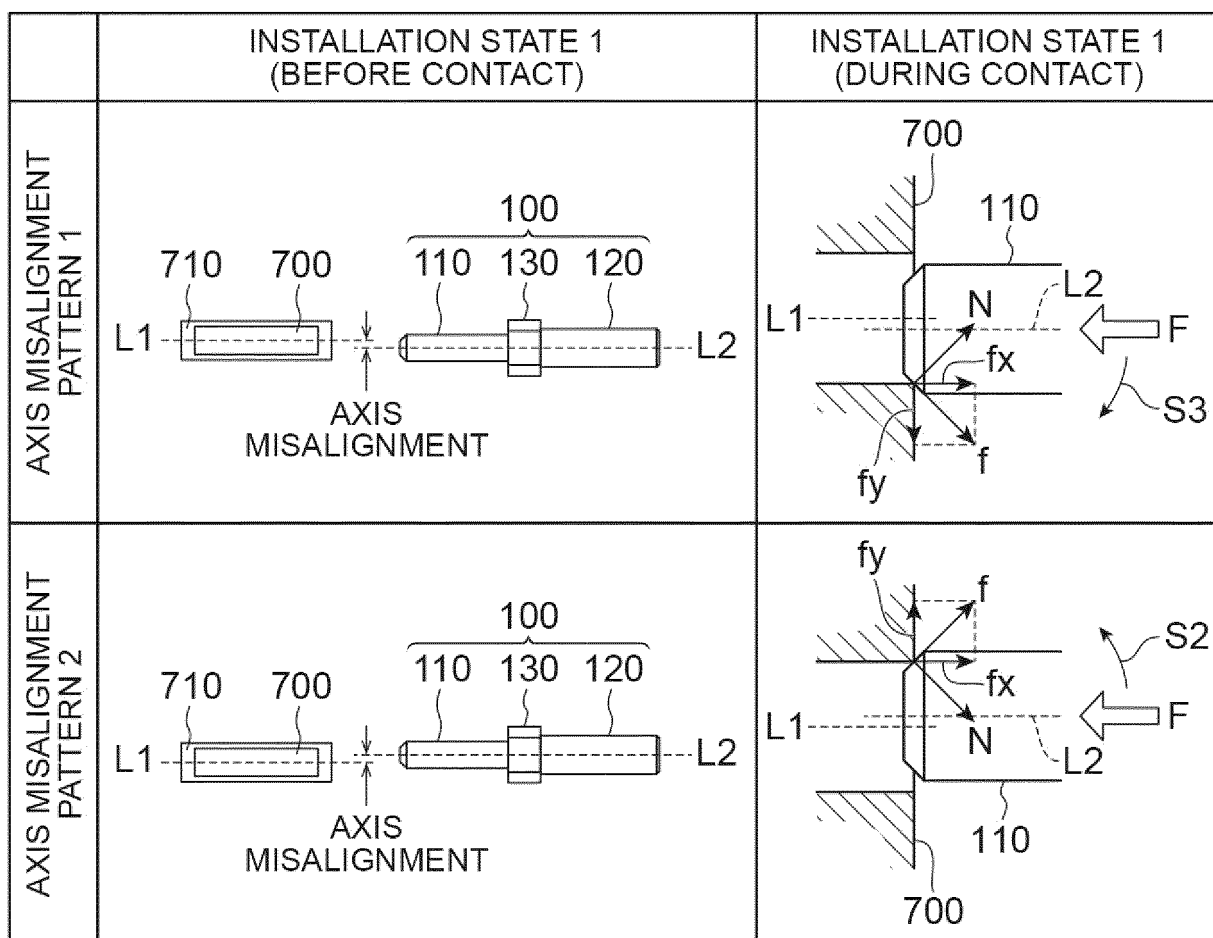 INSTALLATION STATE 1
(BEFORE CONTACT)
INSTALLATION STATE 1
(DURING CONTACT)
AXIS MISALIGNMENT
PATTERN 1
100
710 700 110 130 120
L1
L2
AXIS
MISALIGNMENT
700
110
L2
N
L1
F
fx
S3
fy
f
AXIS MISALIGNMENT
PATTERN 2
100
710 700 110 130 120
L1
L2
AXIS
MISALIGNMENT
fy
f
S2
fx
F
L1
N
L2
110
700